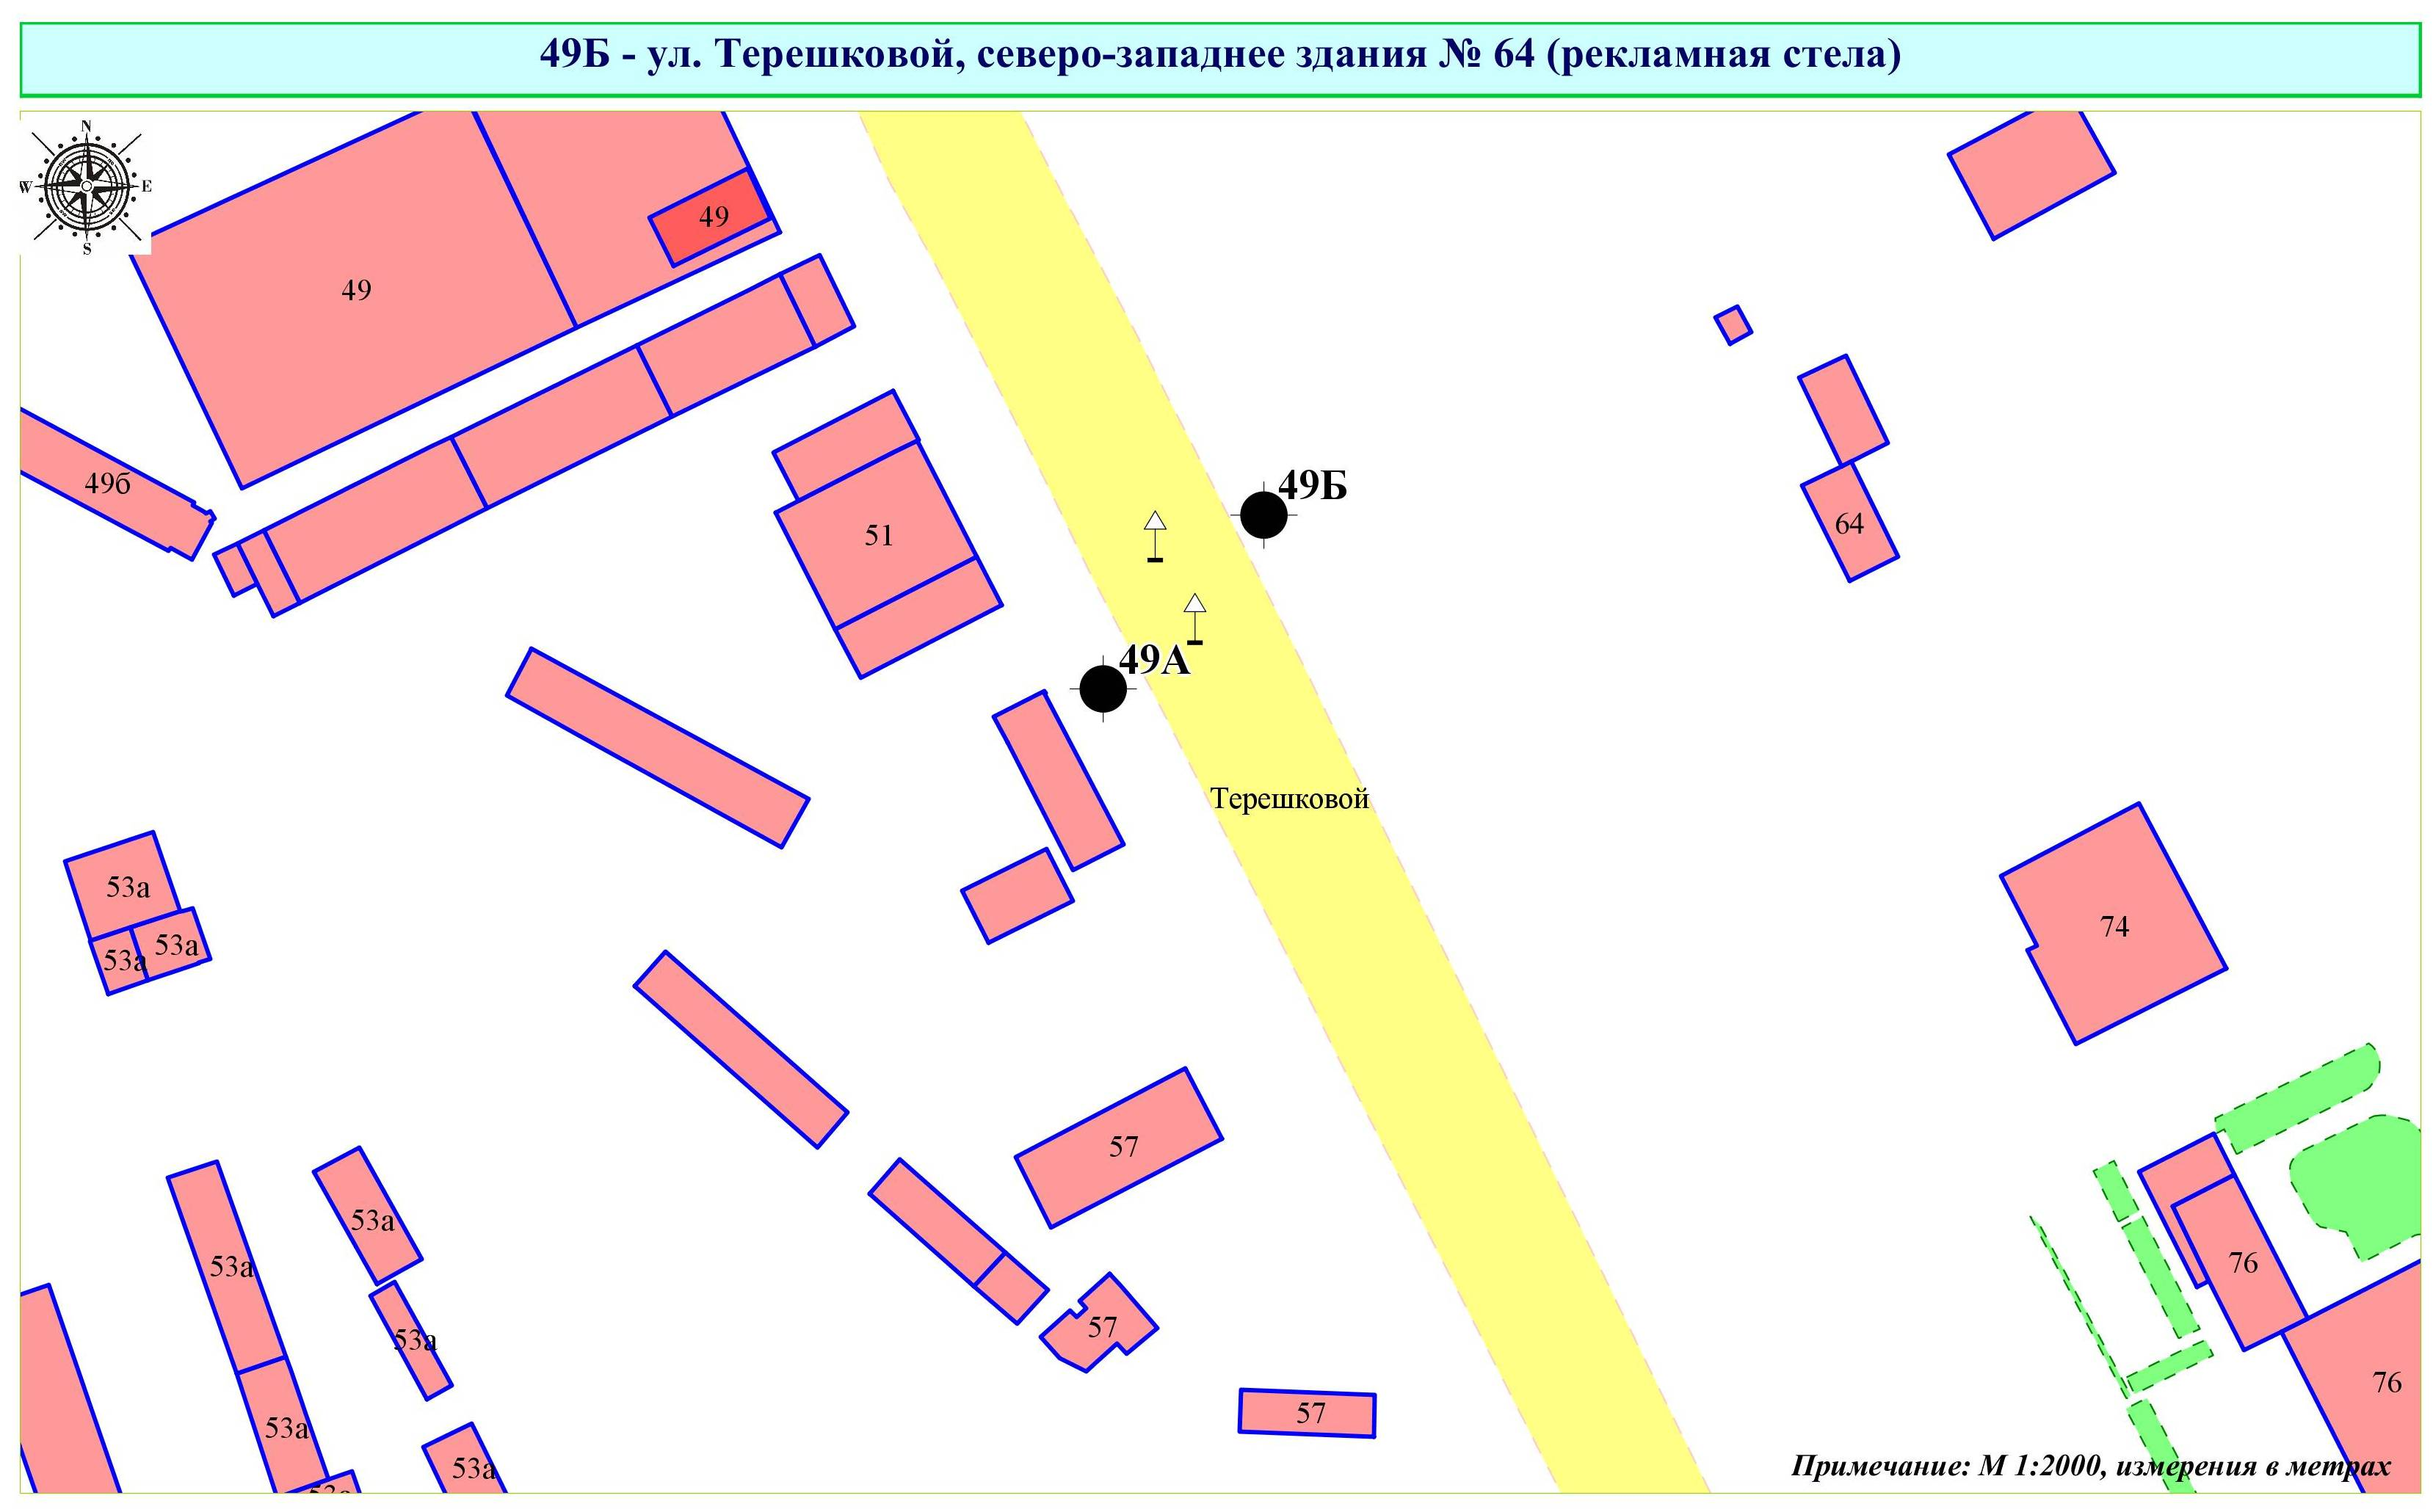 49Б - ул. Терешковой, северо-западнее здания № 64 (рекламная стела)
N
W
E
S
49
49
49б
51
49Б
64
49А
Терешковой
53а
53а
53а
74
57
53а
53а
76
57
53а
76
57
53а
53а
53а
Примечание: М 1:2000, измерения в метрах